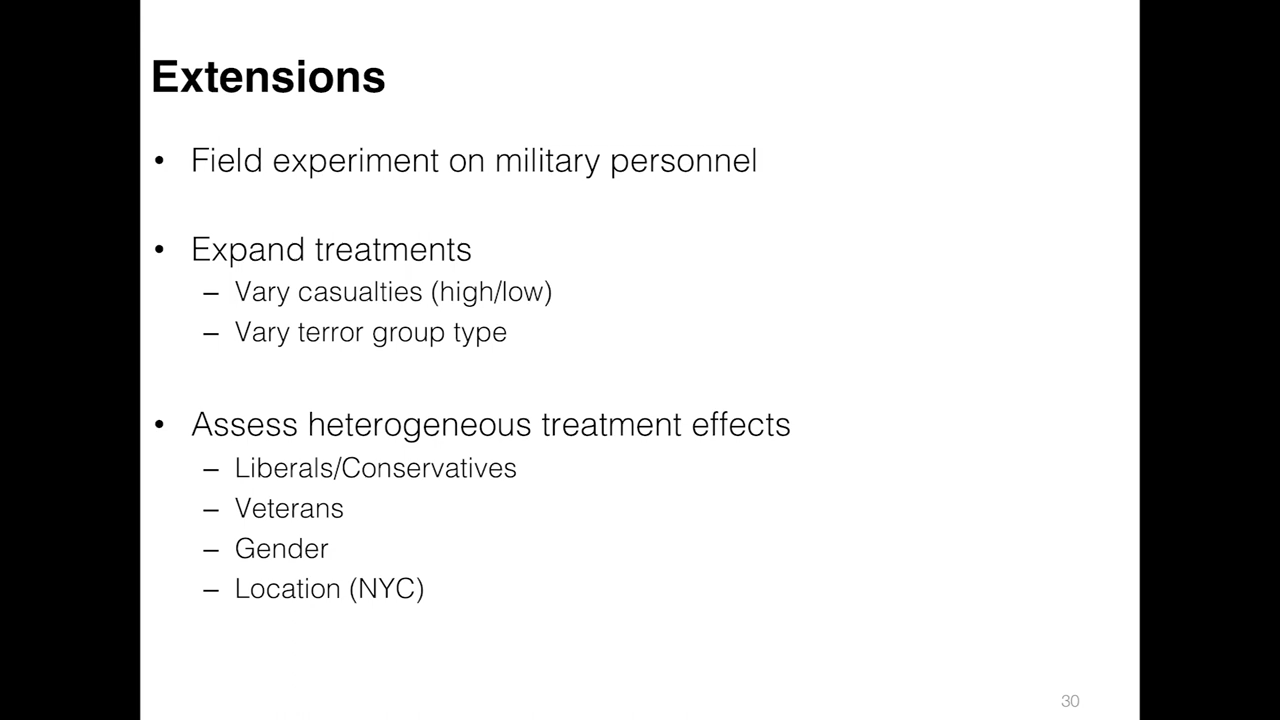 Extensions
• Field experiment on military personnel
• Expand treatments
– Vary casualties (high/low)
– Vary terror group type
• Assess heterogeneous treatment effects
– Liberals/Conservatives
– Veterans
– Gender
– Location (NYC)
30